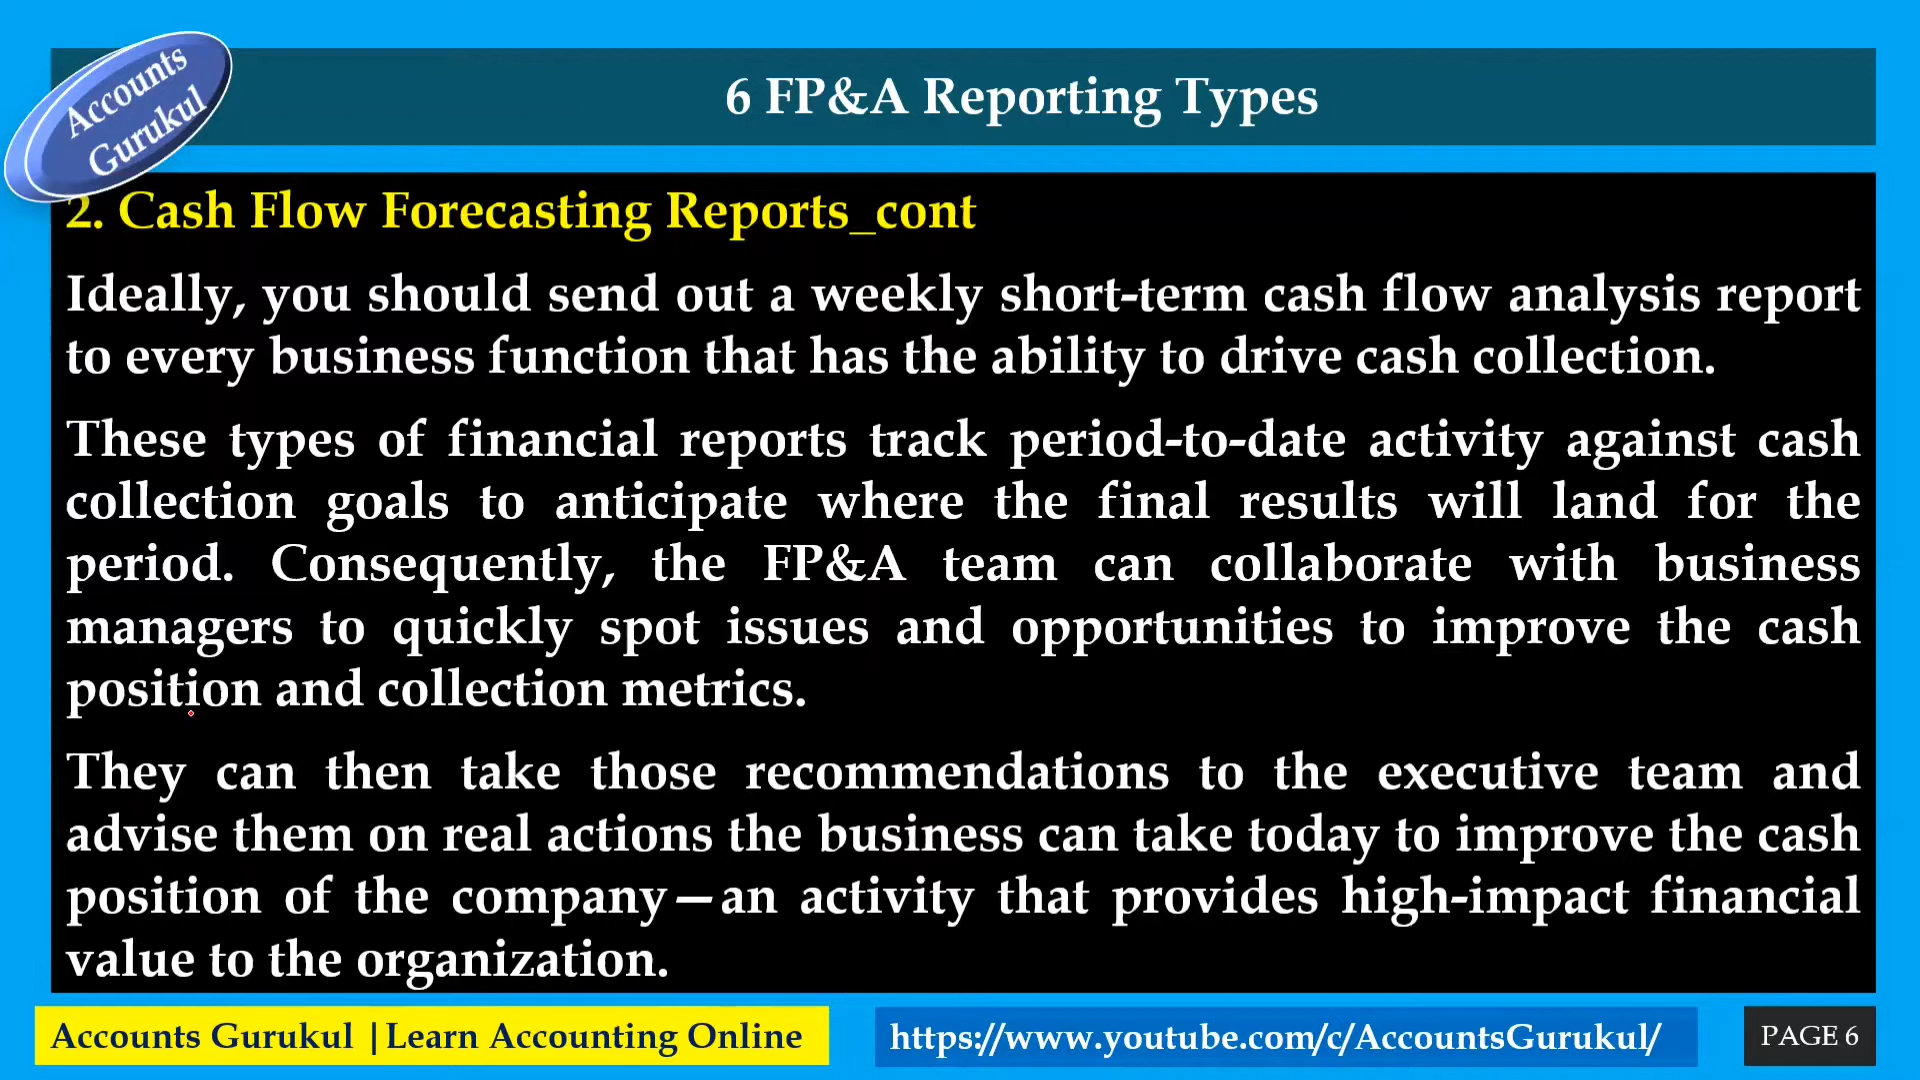 Accounts
Gurukul
6 FP&A Reporting Types
2. Cash Flow Forecasting Reports_cont
Ideally, you should send out a weekly short-term cash flow analysis report
to every business function that has the ability to drive cash collection.
These types of financial reports track period-to-date activity against cash
collection goals to anticipate where the final results will land for the
period. Consequently, the FP&A team can collaborate with business
managers to quickly spot issues and opportunities to improve the cash
position and collection metrics.
They can then take those recommendations to the executive team and
advise them on real actions the business can take today to improve the cash
position of the company—an activity that provides high-impact financial
value to the organization.
Accounts Gurukul |Learn Accounting Online
https://www.youtube.com/c/AccountsGurukul/
PAGE 6